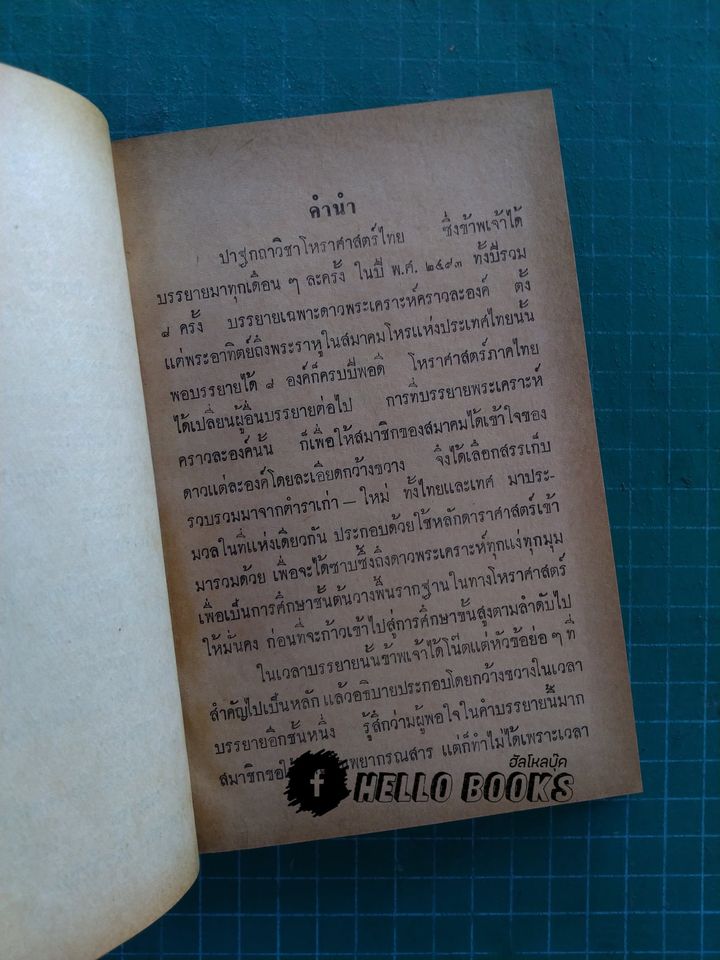 คำนำ
ปาฐกถาวิชาโหราศาสตร์ไทย ซึ่งข้าพเจ้าได้
บรรยายมาทุกเดือน ๆ ละครั้ง ในปี พ.ศ. ๒๔๙๓ ทั้งปีรวม
๘ ครั้ง บรรยายเฉพาะดาวพระเคราะห์คราวละองค์ ตั้ง
แต่พระอาทิตย์ถึงพระราหูในสมาคมโหรแห่งประเทศไทยนั้น
พอบรรยายได้ ๘ องค์ก็ครบปีพอดี โหราศาสตร์ภาคไทย
ได้เปลี่ยนผู้อื่นบรรยายต่อไป การที่บรรยายพระเคราะห์
คราวละองค์นั้น ก็เพื่อให้สมาชิกของสมาคมได้เข้าใจของ
ดาวแต่ละองค์โดยละเอียดกว้างขวาง จึงได้เลือกสรรเก็บ
รวบรวมมาจากตำราเก่า — ใหม่ ทั้งไทยและเทศ มาประ-
มวลในที่แห่งเดียวกัน ประกอบด้วยใช้หลักดาราศาสตร์เข้า
มารวมด้วย เพื่อจะได้ซาบซึ้งถึงดาวพระเคราะห์ทุกแง่ทุกมุม
เพื่อเป็นการศึกษาชั้นต้นวางพื้นรากฐานในทางโหราศาสตร์
ให้มั่นคง ก่อนที่จะก้าวเข้าไปสู่การศึกษาขั้นสูงตามลำดับไป
ในเวลาบรรยายนั้นข้าพเจ้าได้โน๊ตแต่หัวข้อย่อ ๆ ที่
สำคัญไปเป็นหลัก แล้วอธิบายประกอบโดยกว้างขวางในเวลา
บรรยายอีกชั้นหนึ่ง รู้สึกว่ามีผู้พอใจในคำบรรยายนี้มาก
สมาชิกขอให้ พยากรณสาร แต่ก็ทำไม่ได้เพราะเวลา
ฮัลโหลบุ๊ค
f HELLO BOOKS